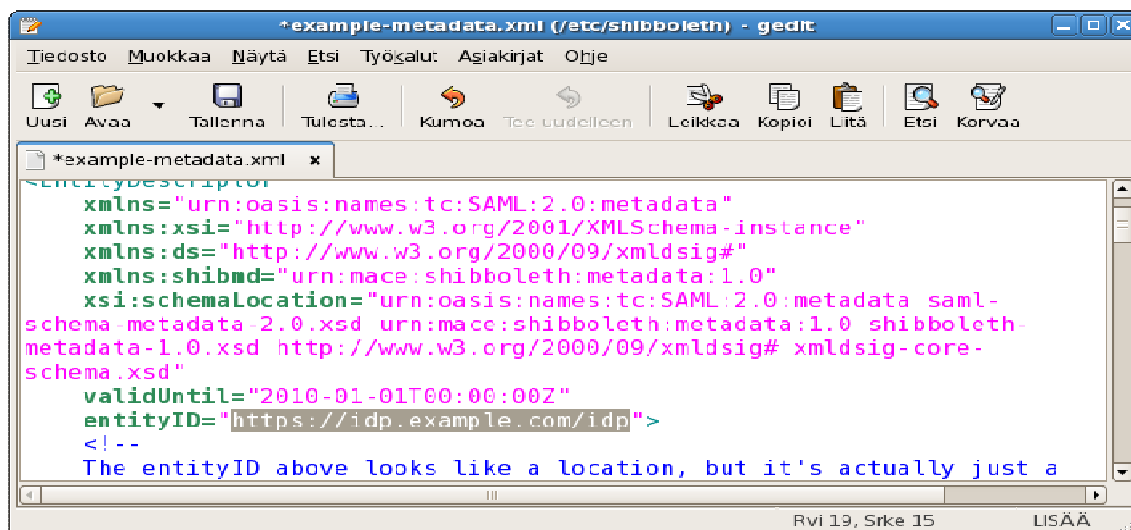 *example-metadata.xml (/etc/shibboleth) - gedit
Tiedosto Muokkaa Näytä Etsi Työkalut Asiakirjat Ohje
Uusi Avaa Tallenna Tulosta... Kumoa Tee uudelleen Leikkaa Kopioi Liitä Etsi Korvaa
*example-metadata.xml x
<EntityDescriptor
xmlns="urn:oasis:names:tc:SAML:2.0:metadata"
xmlns:xsi="http://www.w3.org/2001/XMLSchema-instance"
xmlns:ds="http://www.w3.org/2000/09/xmldsig#"
xmlns:shibmd="urn:mace:shibboleth:metadata:1.0"
xsi:schemaLocation="urn:oasis:names:tc:SAML:2.0:metadata saml-
schema-metadata-2.0.xsd urn:mace:shibboleth:metadata:1.0 shibboleth-
metadata-1.0.xsd http://www.w3.org/2000/09/xmldsig# xmldsig-core-
schema.xsd"
validUntil="2010-01-01T00:00:00Z"
entityID="https://idp.example.com/idp">
<!--
The entityID above looks like a location, but it's actually just a
Rvi 19, Srke 15 LISÄÄ